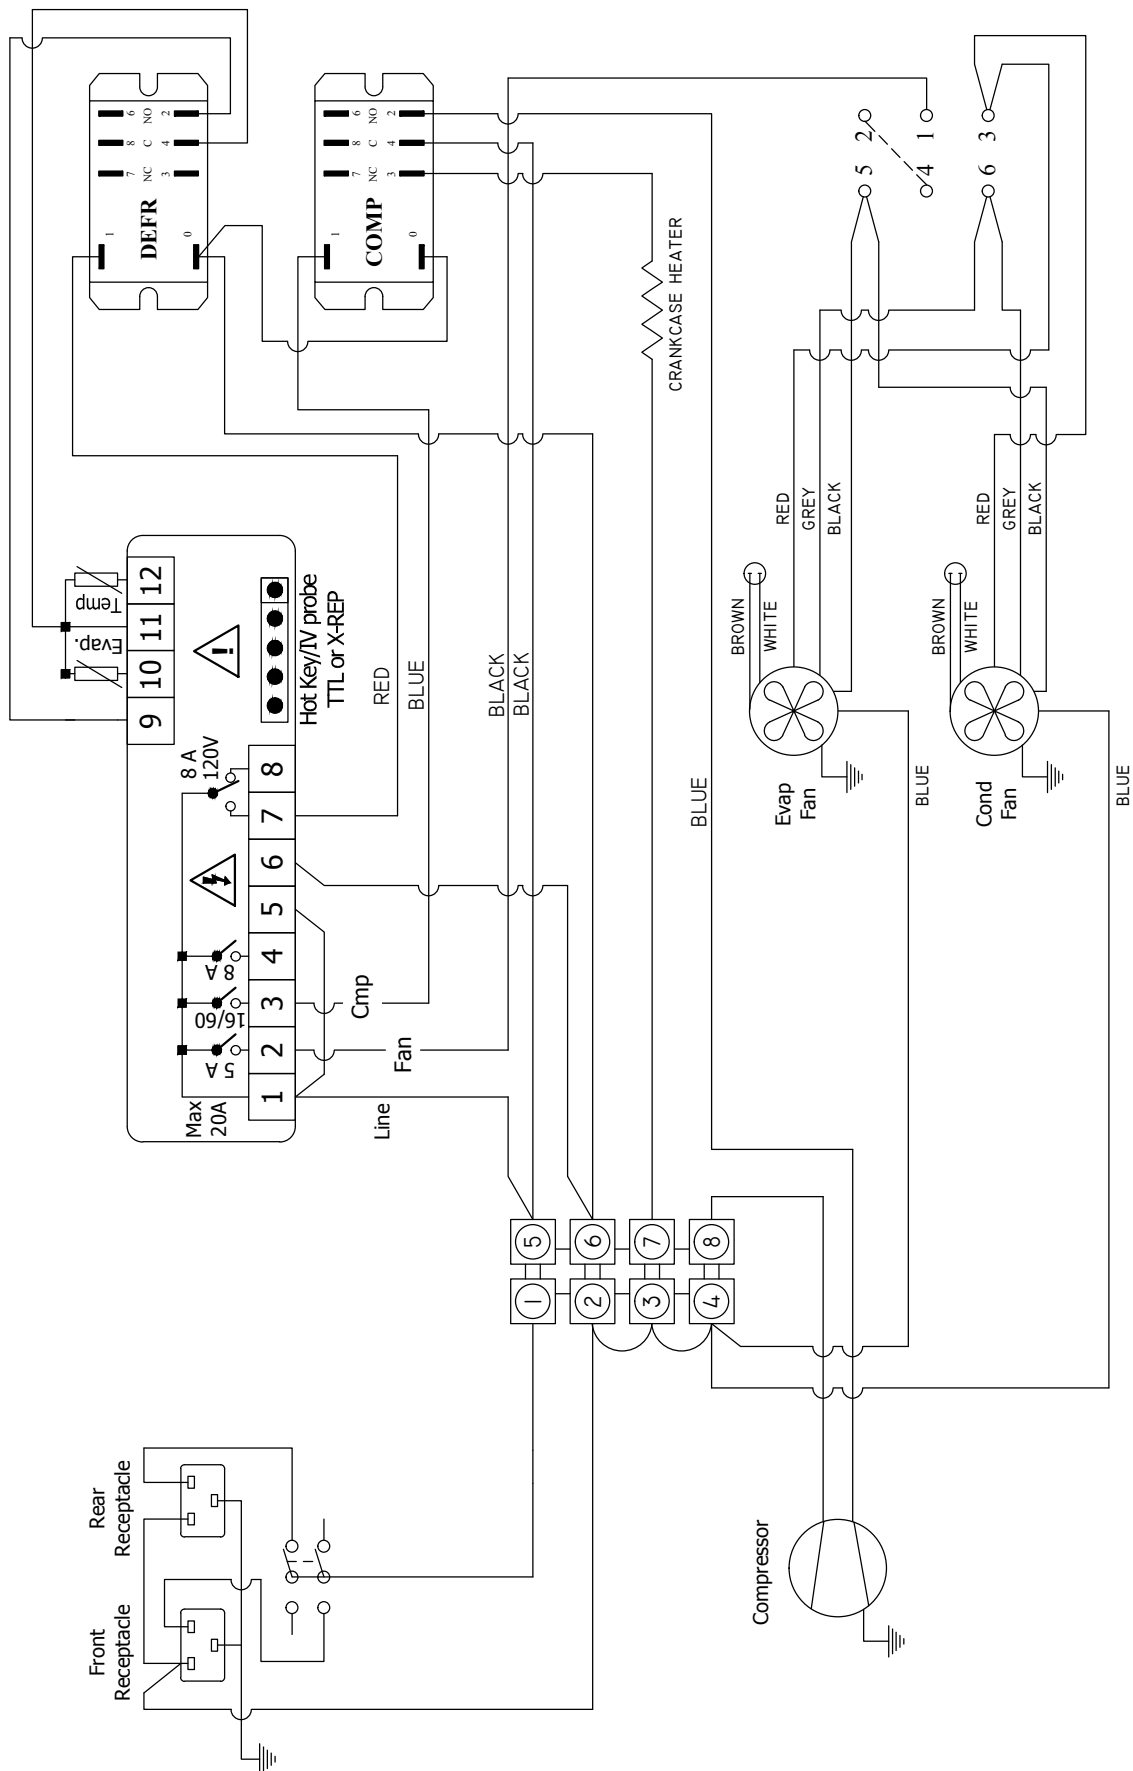 6
8
7
NO
C
NC
2
4
3
1
DEFR
0
6
8
7
NO
C
NC
2
4
3
1
COMP
0
2
5
1
4
3
6
CRANKCASE HEATER
RED
GREY
BLACK
RED
GREY
BLACK
BROWN
WHITE
BROWN
WHITE
Evap
Fan
Cond
Fan
BLUE
BLUE
BLUE
BLACK
BLACK
RED
BLUE
Temp
Evap.
12
11
10
9
!
Hot Key/IV probe
TTL or X-REP
8 A
120V
8
7
6
5
4
3
2
1
8 A
16/60
5 A
Max
20A
Cmp
Fan
Line
5
6
7
8
1
2
3
4
Rear
Receptacle
Front
Receptacle
Compressor